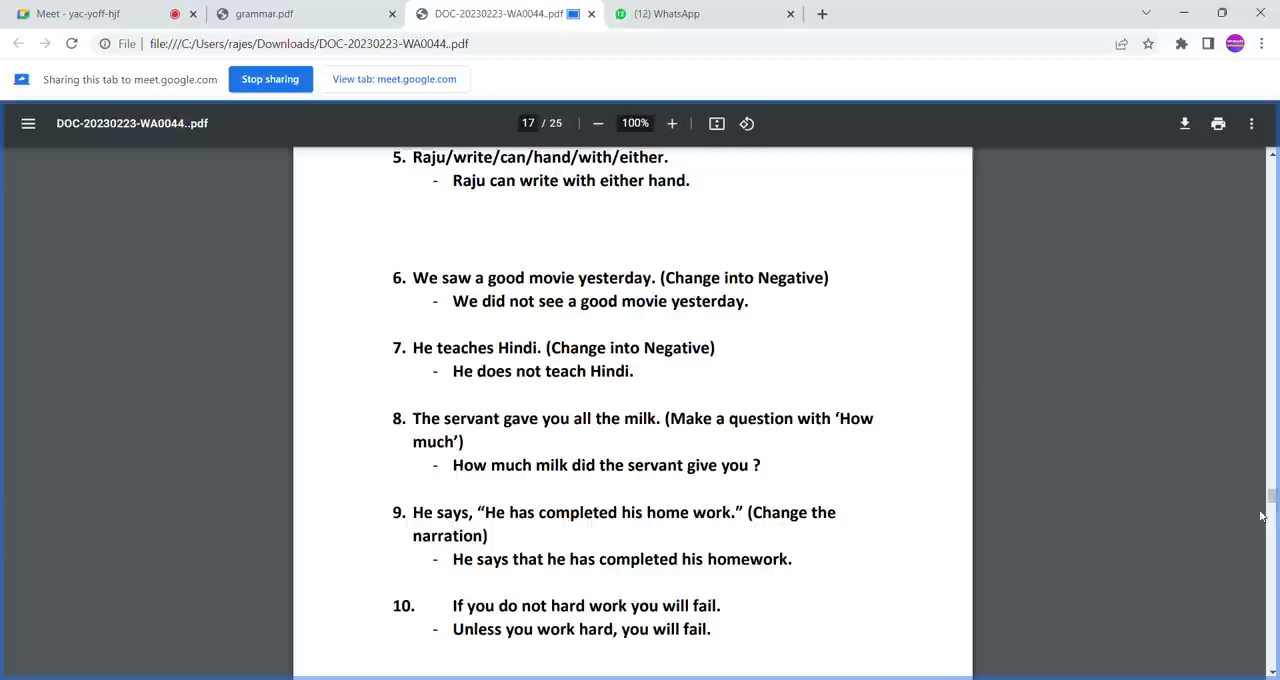 Meet - yac-yoff-hjf
grammar.pdf
DOC-20230223-WA0044..pdf
(12) WhatsApp
File
file:///C:/Users/rajes/Downloads/DOC-20230223-WA0044..pdf
Sharing this tab to meet.google.com
Stop sharing
View tab: meet.google.com
DOC-20230223-WA0044..pdf
17 / 25
100%
5. Raju/write/can/hand/with/either.
- Raju can write with either hand.
6. We saw a good movie yesterday. (Change into Negative)
- We did not see a good movie yesterday.
7. He teaches Hindi. (Change into Negative)
- He does not teach Hindi.
8. The servant gave you all the milk. (Make a question with ‘How
much’)
- How much milk did the servant give you ?
9. He says, “He has completed his home work.” (Change the
narration)
- He says that he has completed his homework.
10. If you do not hard work you will fail.
- Unless you work hard, you will fail.